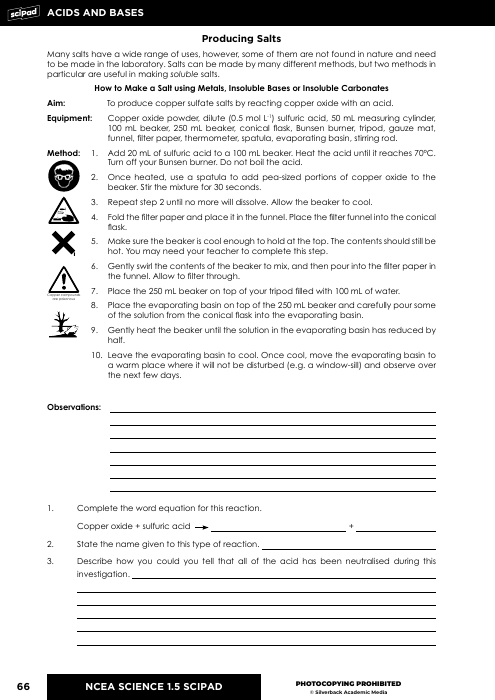 scipad ACIDS AND BASES
Producing Salts
Many salts have a wide range of uses, however, some of them are not found in nature and need
to be made in the laboratory. Salts can be made by many different methods, but two methods in
particular are useful in making soluble salts.
How to Make a Salt using Metals, Insoluble Bases or Insoluble Carbonates
Aim: To produce copper sulfate salts by reacting copper oxide with an acid.
Equipment: Copper oxide powder, dilute (0.5 mol L⁻¹) sulfuric acid, 50 mL measuring cylinder,
100 mL beaker, 250 mL beaker, conical flask, Bunsen burner, tripod, gauze mat,
funnel, filter paper, thermometer, spatula, evaporating basin, stirring rod.
Method: 1. Add 20 mL of sulfuric acid to a 100 mL beaker. Heat the acid until it reaches 70°C.
Turn off your Bunsen burner. Do not boil the acid.
2. Once heated, use a spatula to add pea-sized portions of copper oxide to the
beaker. Stir the mixture for 30 seconds.
3. Repeat step 2 until no more will dissolve. Allow the beaker to cool.
4. Fold the filter paper and place it in the funnel. Place the filter funnel into the conical
flask.
5. Make sure the beaker is cool enough to hold at the top. The contents should still be
hot. You may need your teacher to complete this step.
6. Gently swirl the contents of the beaker to mix, and then pour into the filter paper in
the funnel. Allow to filter through.
7. Place the 250 mL beaker on top of your tripod filled with 100 mL of water.
8. Place the evaporating basin on top of the 250 mL beaker and carefully pour some
of the solution from the conical flask into the evaporating basin.
9. Gently heat the beaker until the solution in the evaporating basin has reduced by
half.
10. Leave the evaporating basin to cool. Once cool, move the evaporating basin to
a warm place where it will not be disturbed (e.g. a window-sill) and observe over
the next few days.
Copper compounds
are poisonous
Observations:
1. Complete the word equation for this reaction.
Copper oxide + sulfuric acid → +
2. State the name given to this type of reaction.
3. Describe how you could you tell that all of the acid has been neutralised during this
investigation.
66 NCEA SCIENCE 1.5 SCIPAD PHOTOCOPYING PROHIBITED
© Silverback Academic Media